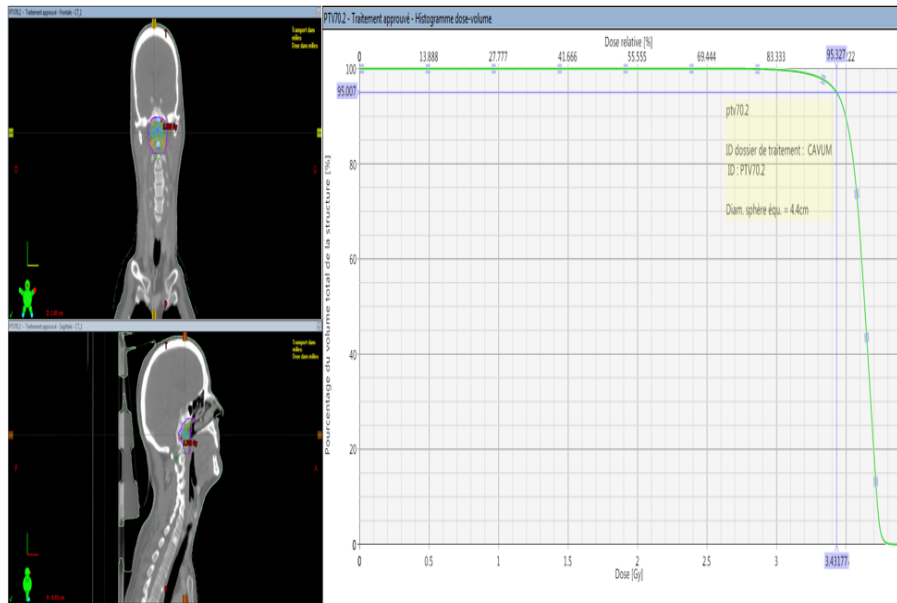 PTV70.2 - Traitement approuvé - Frontale - CT_1
Transport dans
milieu
Dose dans milieu
PTV70.2 - Traitement approuvé - Sagittale - CT_1
Transport dans
milieu
Dose dans milieu
PTV70.2 - Traitement approuvé - Histogramme dose-volume
Dose relative [%]
0 13.888 27.777 41.666 55.555 69.444 83.333 95.327 22
Pourcentage du volume total de la structure [%]
100
95.007
80
60
40
20
0
ptv70.2
ID dossier de traitement : CAVUM
ID : PTV70.2
Diam. sphère équ. = 4.4cm
0 0.5 1 1.5 2 2.5 3 3.43177
Dose [Gy]